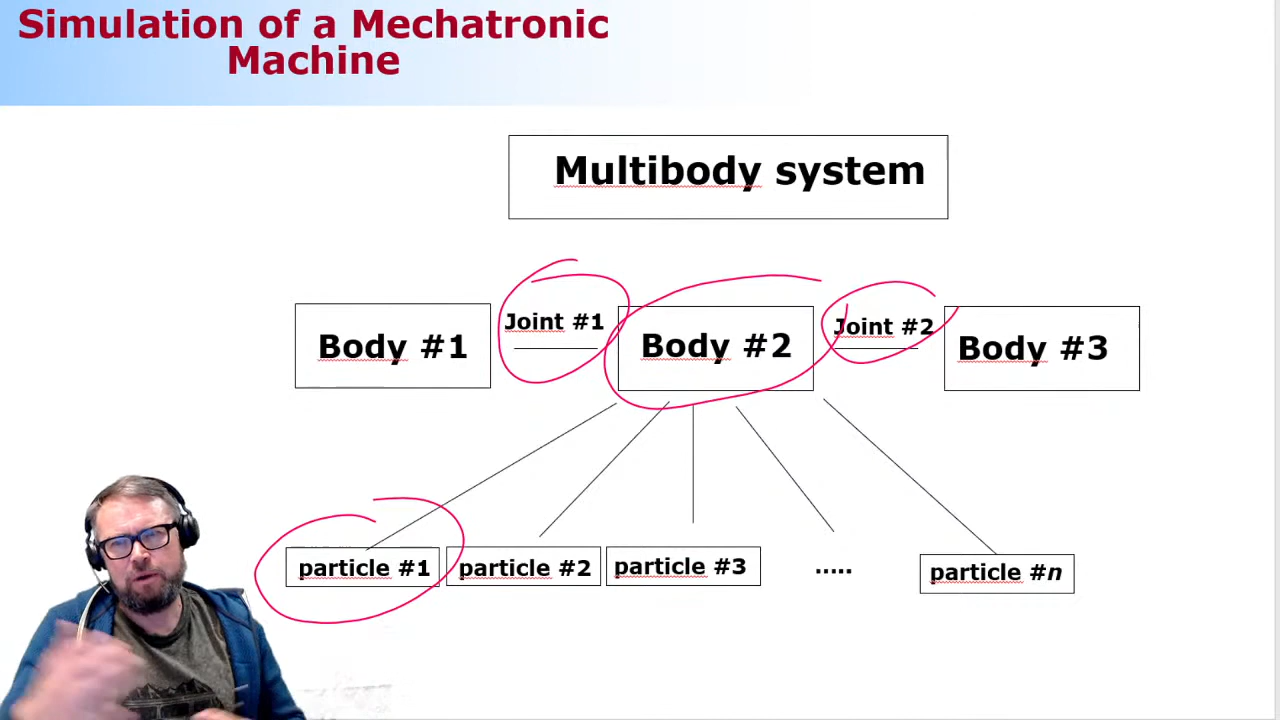 Simulation of a Mechatronic
Machine
Multibody system
Body #1
Joint #1
Body #2
Joint #2
Body #3
particle #1
particle #2
particle #3
.....
particle #n